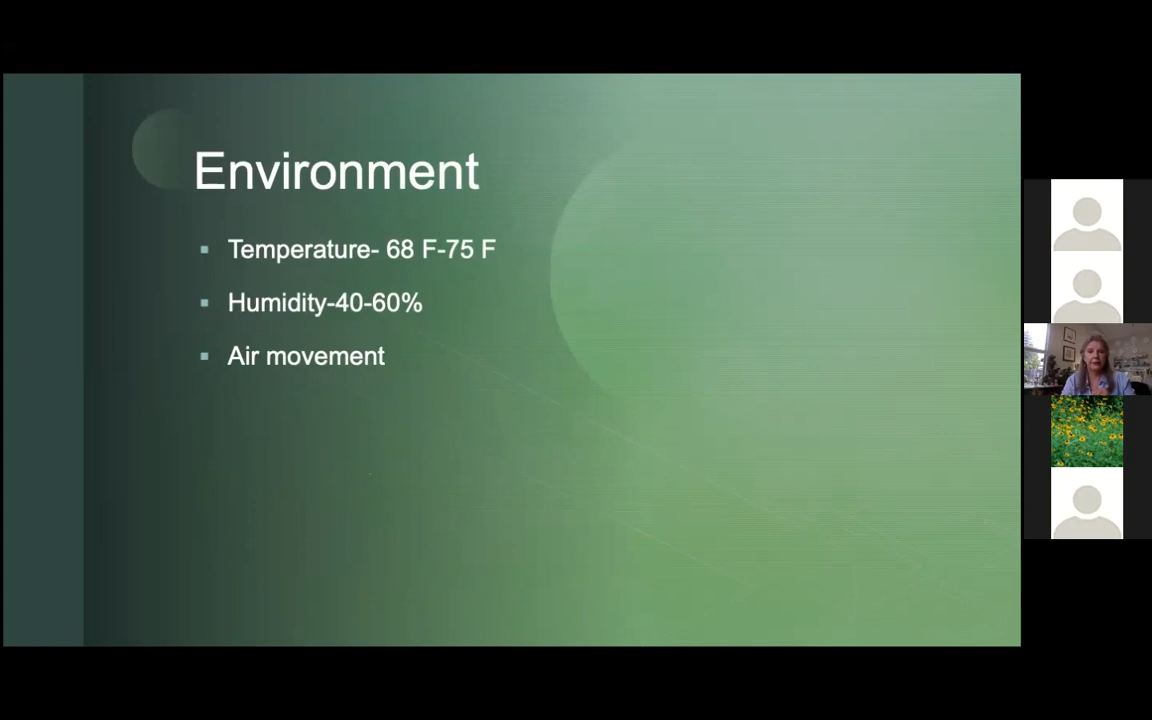 Environment
Temperature- 68 F-75 F
Humidity-40-60%
Air movement